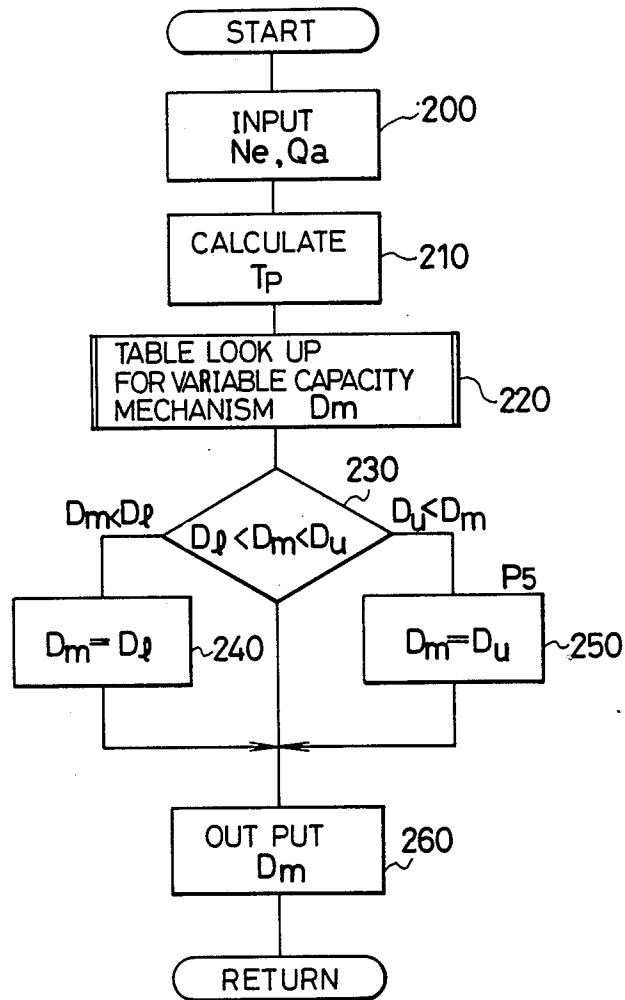 START
INPUT
Ne, Qa
200
CALCULATE
TP
210
TABLE LOOK UP
FOR VARIABLE CAPACITY
MECHANISM Dm
220
230
Dm<Dℓ
Dℓ<Dm<Du
Du<Dm
P5
Dm=Dℓ
240
Dm=Du
250
OUT PUT
Dm
260
RETURN